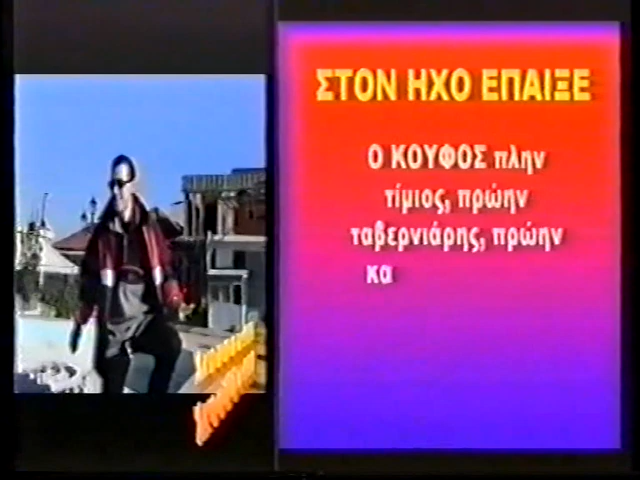 ΣΤΟΝ ΗΧΟ ΕΠΑΙΞΕ
Ο ΚΟΥΦΟΣ πλην
τίμιος, πρώην
ταβερνιάρης, πρώην
κα